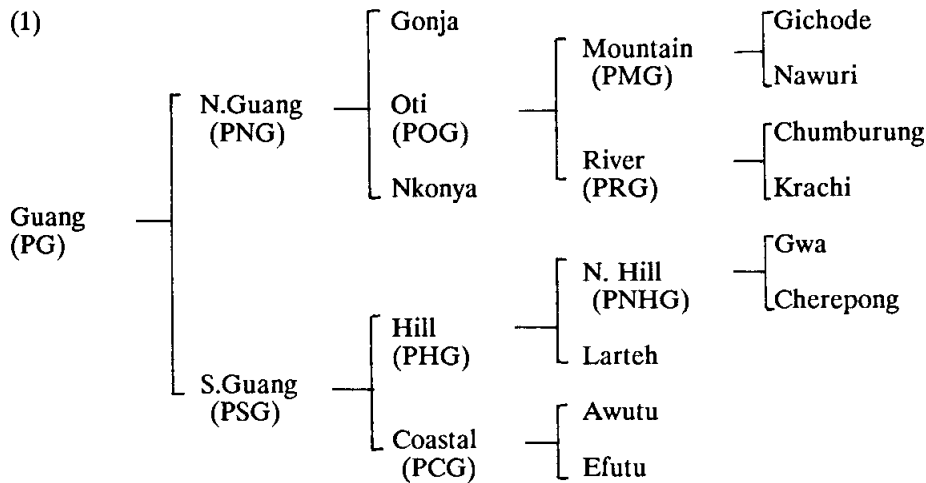 (1)
Gonja
Gichode
Mountain
(PMG)
Nawuri
N.Guang
(PNG)
Oti
(POG)
Chumburung
River
(PRG)
Nkonya
Krachi
Guang
(PG)
Gwa
N. Hill
(PNHG)
Cherepong
Hill
(PHG)
Larteh
S.Guang
(PSG)
Awutu
Coastal
(PCG)
Efutu